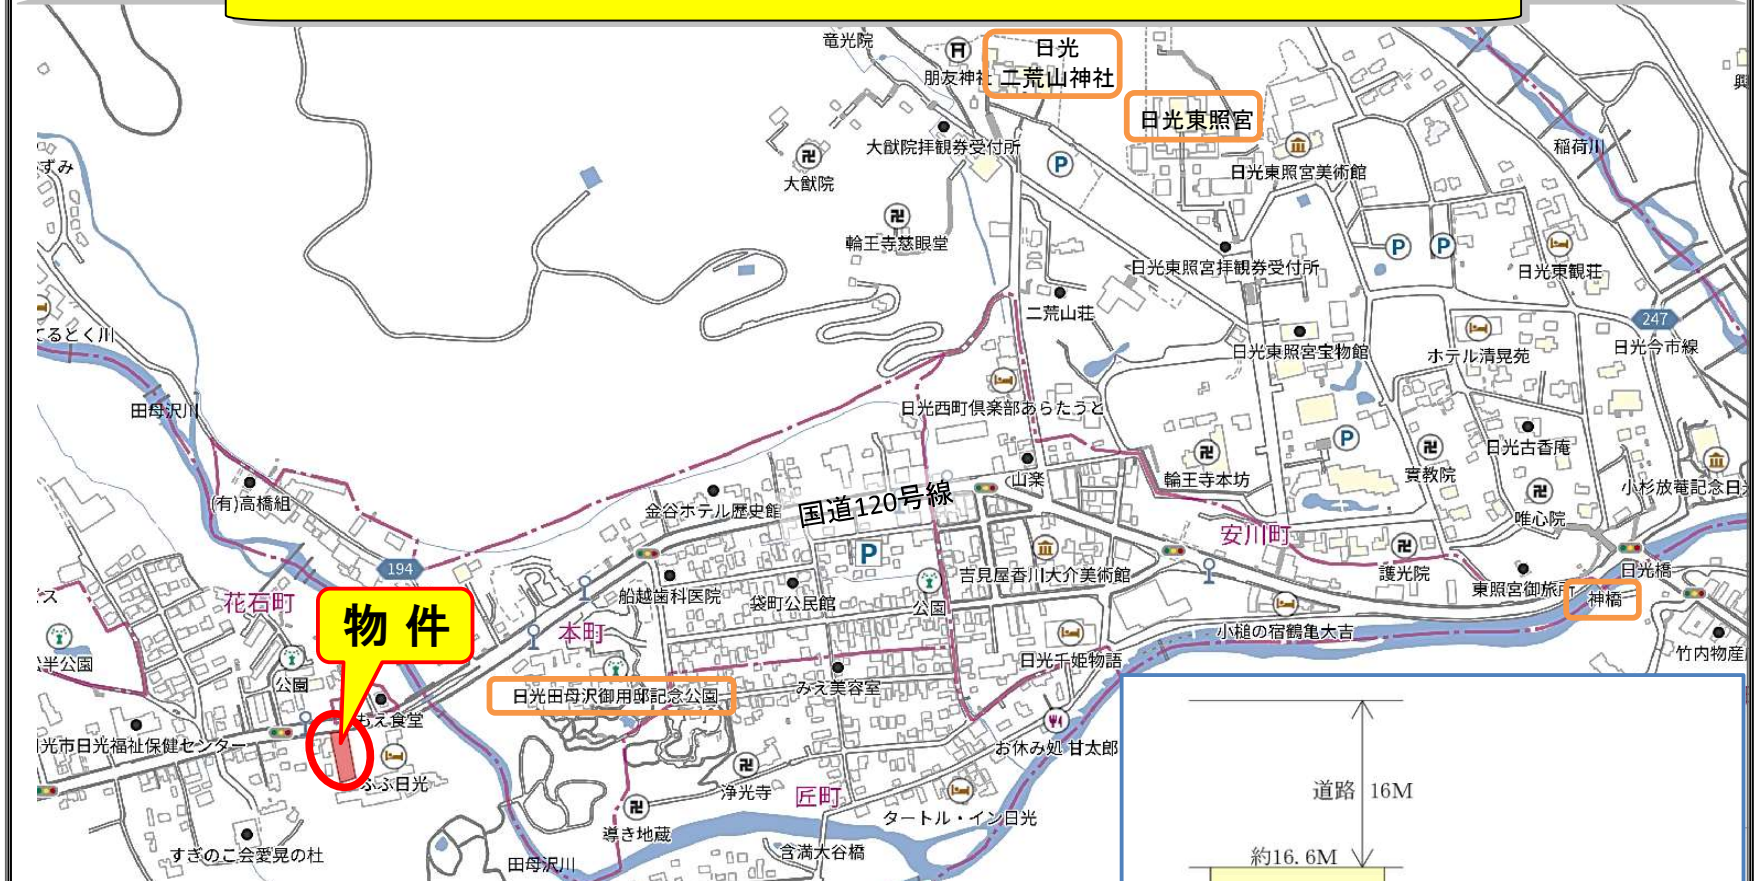 竜光院
朋友神社
日光
二荒山神社
日光東照宮
稲荷川
大猷院拝観券受付所
大猷院
日光東照宮美術館
輪王寺慈眼堂
日光東照宮拝観券受付所
日光東観荘
二荒山荘
247
日光今市線
日光東照宮宝物館
ホテル清晃苑
てるとく川
ずみ
田母沢川
日光西町倶楽部あらたうと
日光古香庵
山楽
輪王寺本坊
實教院
小杉放菴記念日
(有)高橋組
金谷ホテル歴史館
国道120号線
唯心院
安川町
194
吉見屋香川大介美術館
護光院
日光橋
東照宮御旅所
神橋
花石町
船越歯科医院
袋町公民館
公園
物件
本町
小槌の宿鶴亀大吉
竹内物産
半公園
公園
日光千姫物語
日光田母沢御用邸記念公園
みえ美容室
もえ食堂
光市日光福祉保健センター
お休み処 甘太郎
ふふ日光
浄光寺
匠町
道路 16M
導き地蔵
タートル・イン日光
すぎのこ会愛晃の杜
田母沢川
含満大谷橋
約16.6M
P
P
P
P
P